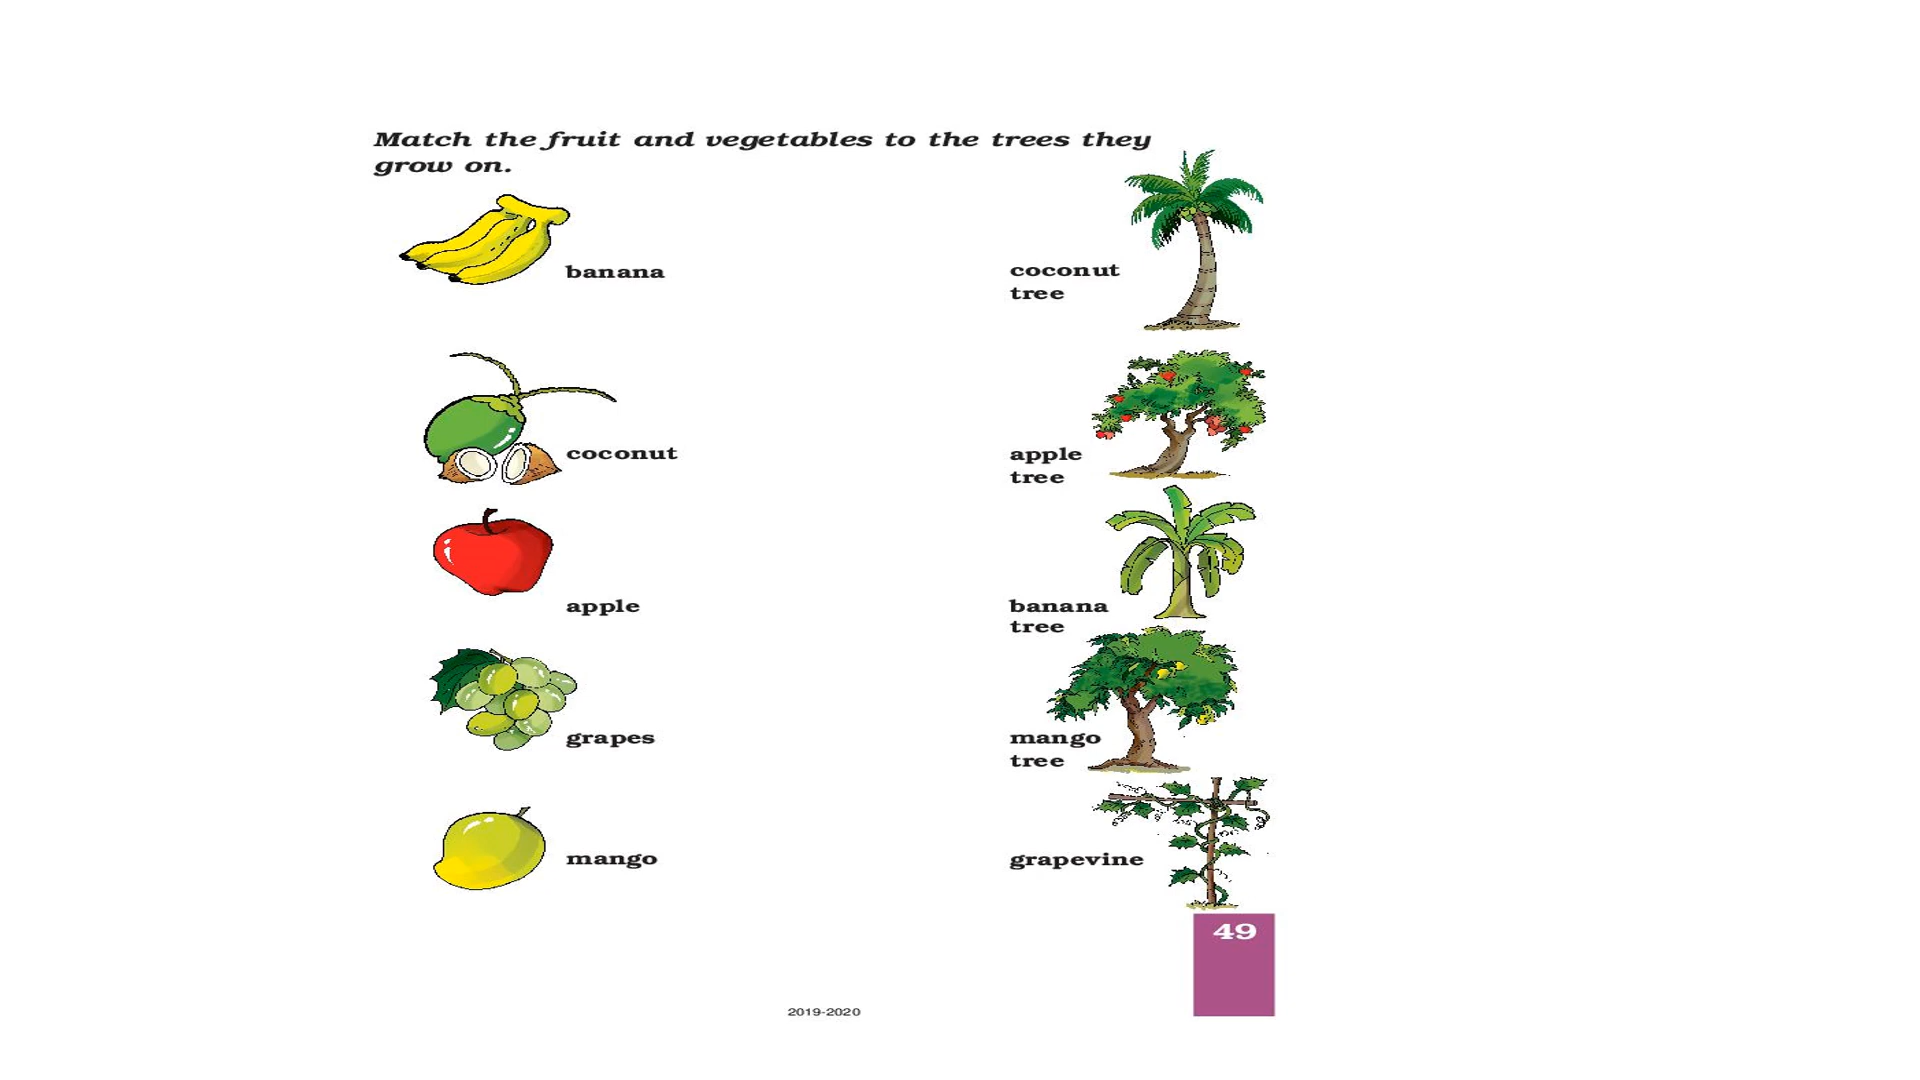 Match the fruit and vegetables to the trees they
grow on.
banana
coconut
tree
coconut
apple
tree
apple
banana
tree
grapes
mango
tree
mango
grapevine
49
2019-2020